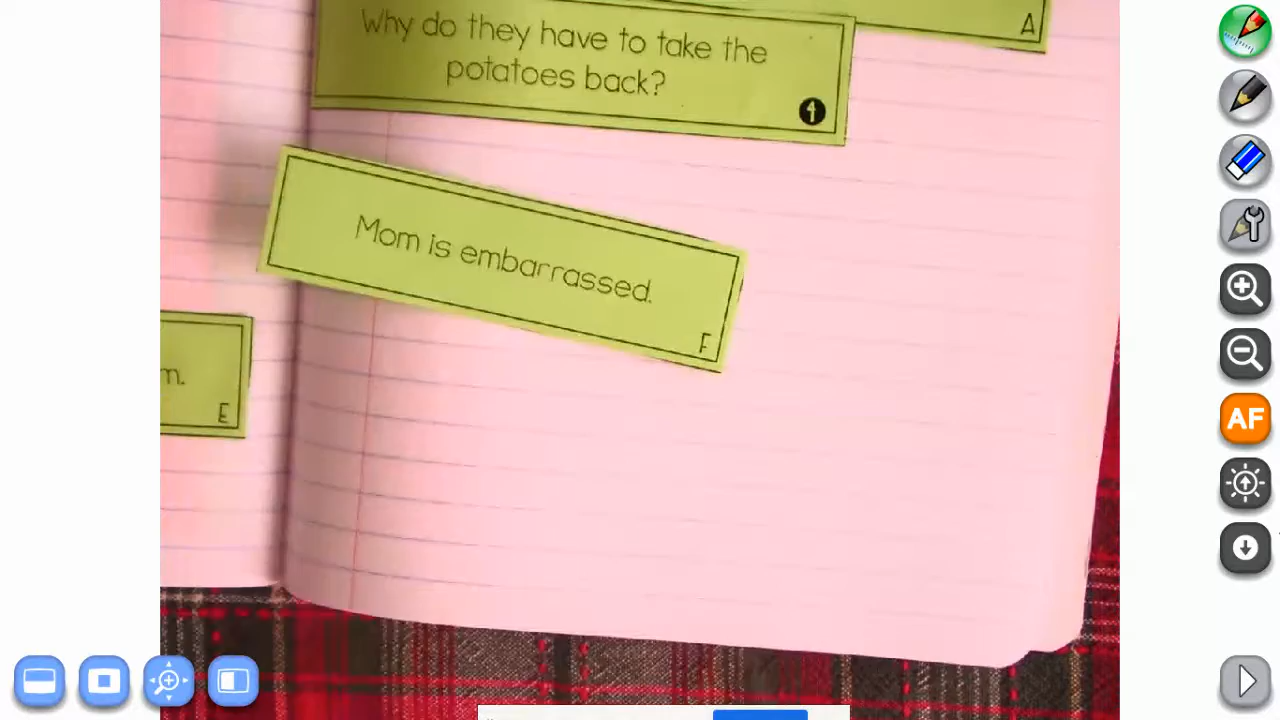 A
Why do they have to take the
potatoes back?
Mom is embarrassed.
F
m.
E
AF